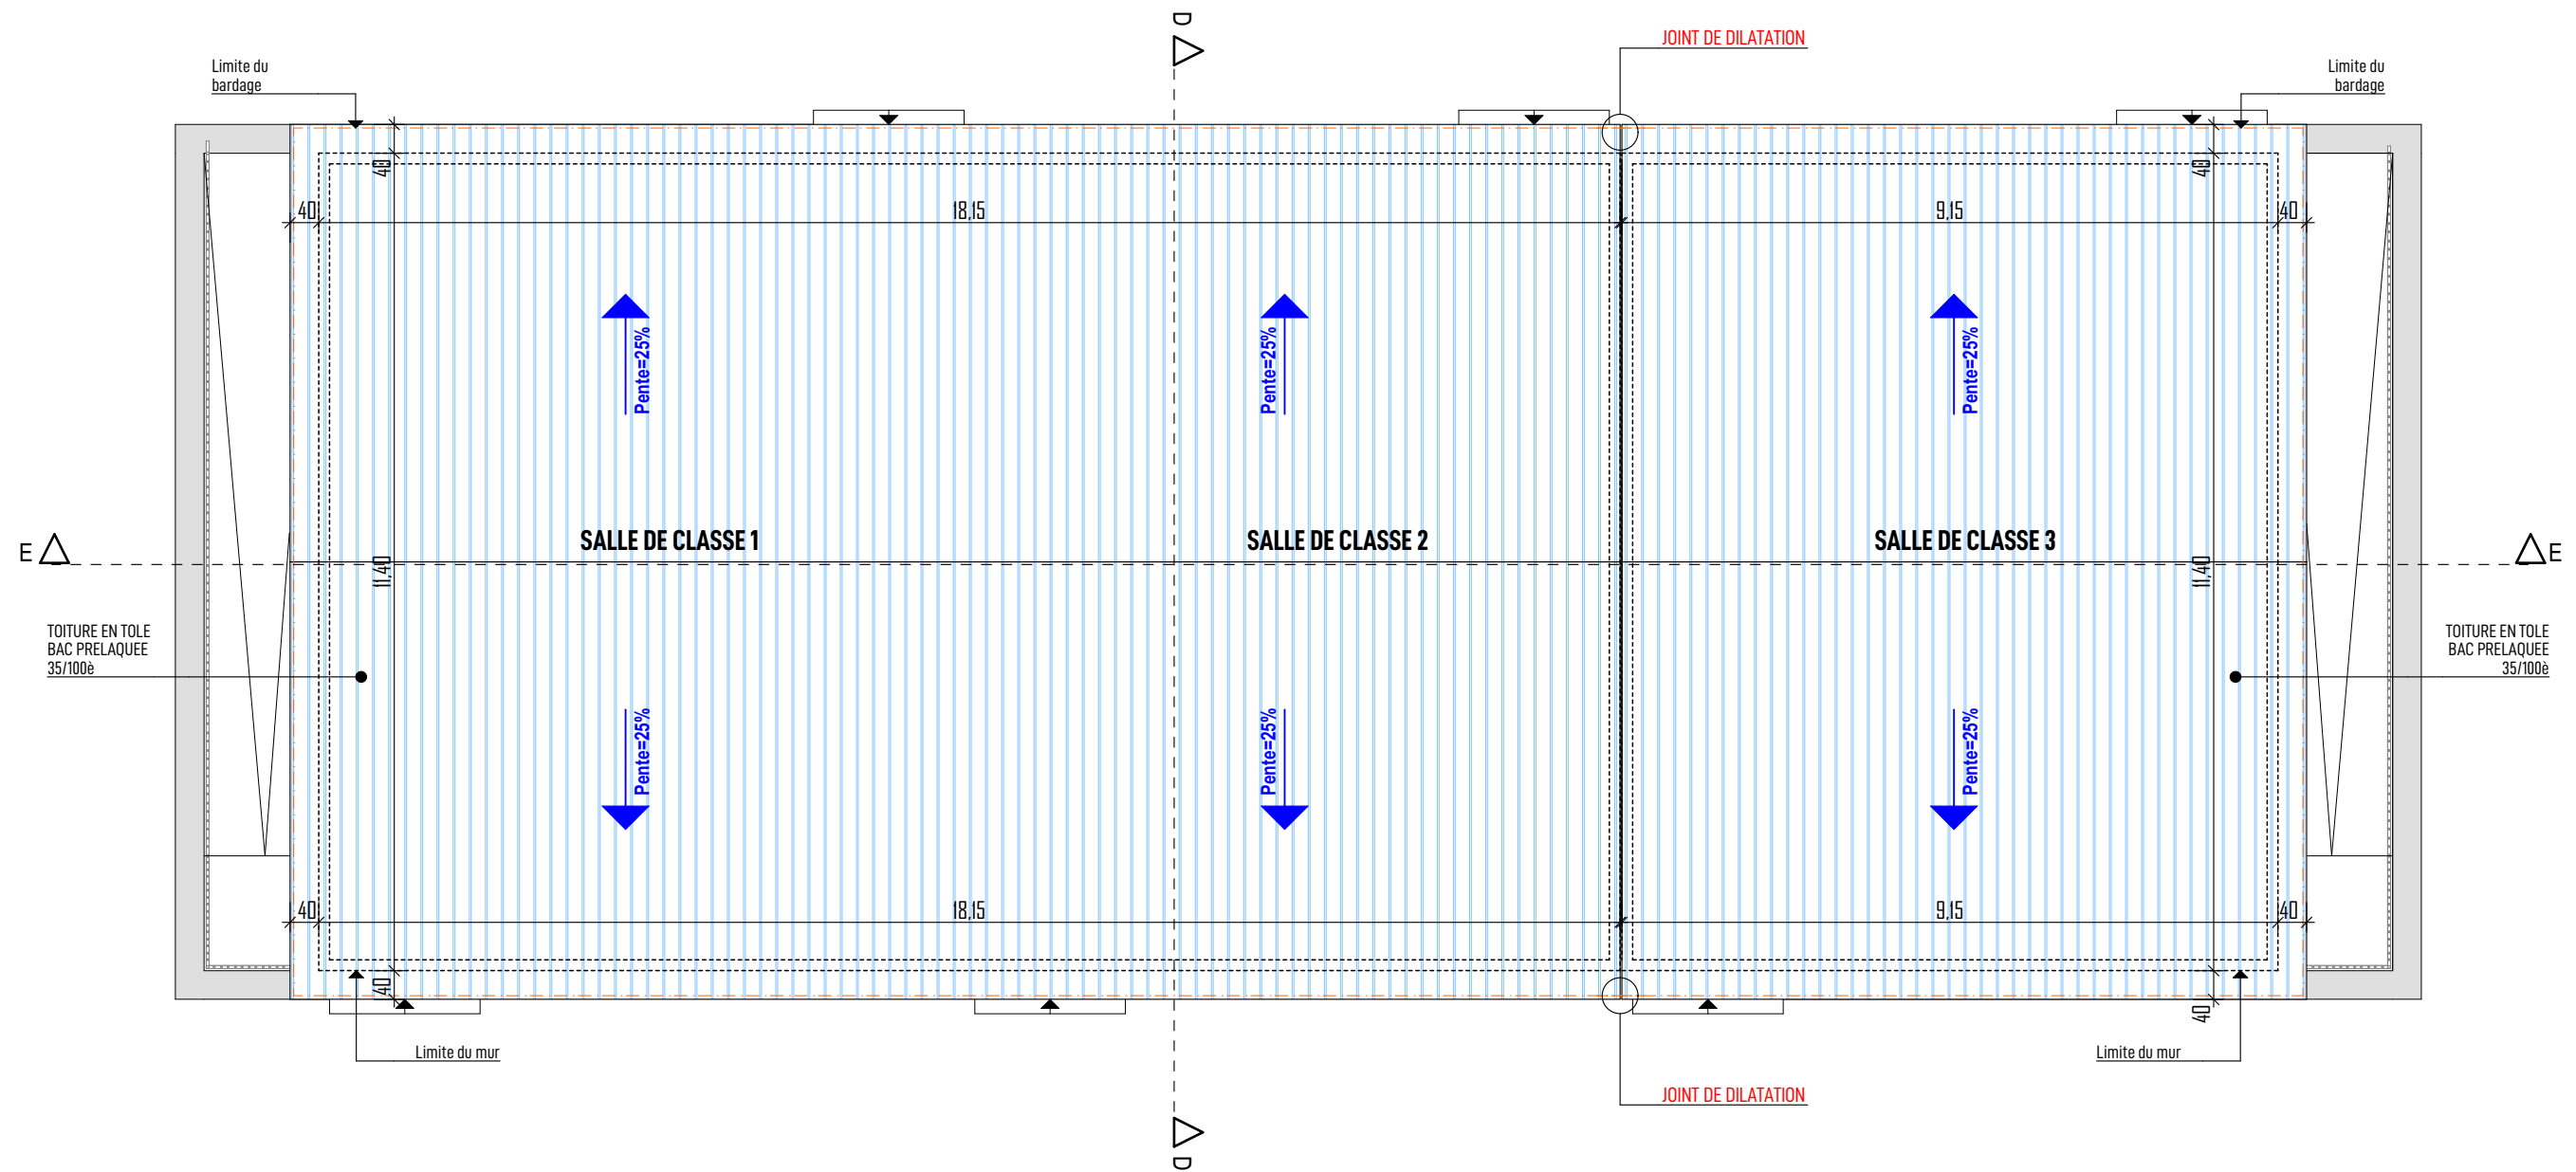 D
JOINT DE DILATATION
Limite du
bardage
Limite du
bardage
40
40
40
18,15
9,15
40
Pente=25%
Pente=25%
Pente=25%
SALLE DE CLASSE 1
SALLE DE CLASSE 2
SALLE DE CLASSE 3
E
E
11,40
11,40
TOITURE EN TOLE
BAC PRELAQUEE
35/100è
TOITURE EN TOLE
BAC PRELAQUEE
35/100è
Pente=25%
Pente=25%
Pente=25%
40
18,15
9,15
40
40
40
Limite du mur
Limite du mur
JOINT DE DILATATION
D